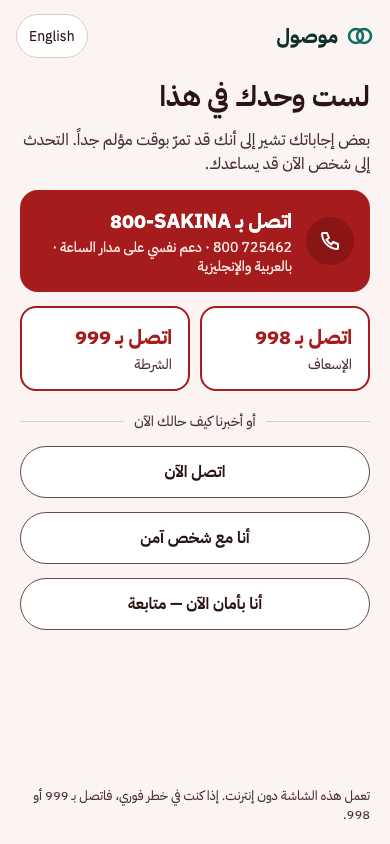 موصول
English
لست وحدك في هذا
بعض إجاباتك تشير إلى أنك قد تمرّ بوقت مؤلم جداً. التحدث
إلى شخص الآن قد يساعدك.
اتصل بـ 800-SAKINA
800 725462 · دعم نفسي على مدار الساعة ·
بالعربية والإنجليزية
اتصل بـ 998
الإسعاف
اتصل بـ 999
الشرطة
أو أخبرنا كيف حالك الآن
اتصل الآن
أنا مع شخص آمن
أنا بأمان الآن — متابعة
تعمل هذه الشاشة دون إنترنت. إذا كنت في خطر فوري، فاتصل بـ 999 أو
998.